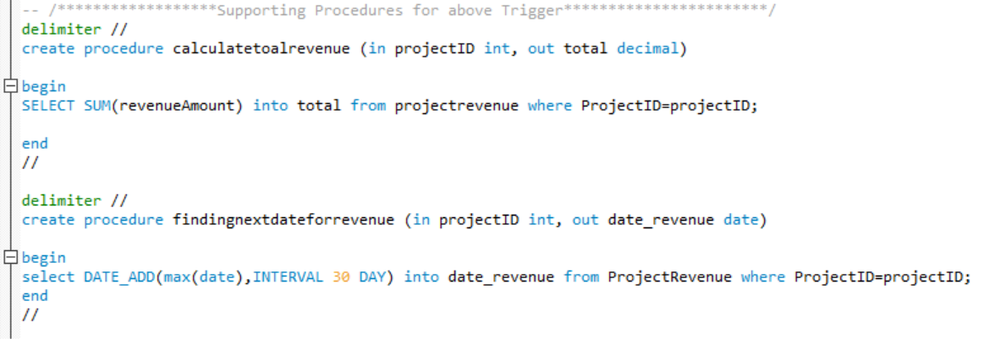 -- /******************Supporting Procedures for above Trigger***********************/
delimiter //
create procedure calculatetoalrevenue (in projectID int, out total decimal)
begin
SELECT SUM(revenueAmount) into total from projectrevenue where ProjectID=projectID;
end
//
delimiter //
create procedure findingnextdateforrevenue (in projectID int, out date_revenue date)
begin
select DATE_ADD(max(date),INTERVAL 30 DAY) into date_revenue from ProjectRevenue where ProjectID=projectID;
end
//